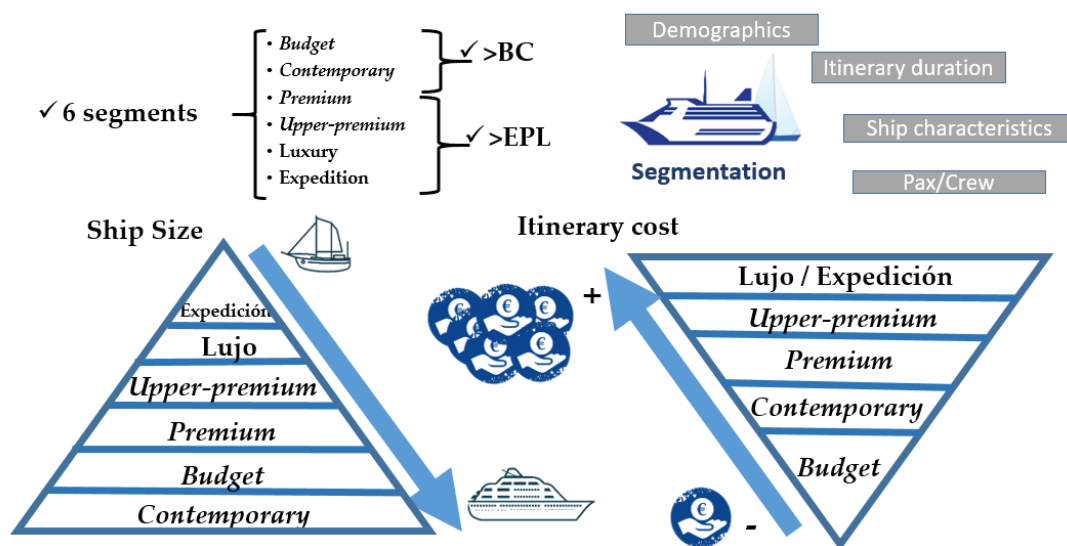 ✓ 6 segments
• Budget
• Contemporary
• Premium
• Upper-premium
• Luxury
• Expedition
✓ >BC
✓ >EPL
Demographics
Itinerary duration
Ship characteristics
Pax/Crew
Segmentation
Ship Size
Expedición
Lujo
Upper-premium
Premium
Budget
Contemporary
Itinerary cost
€ € €
€ €
+
Lujo / Expedición
Upper-premium
Premium
Contemporary
Budget
€
-